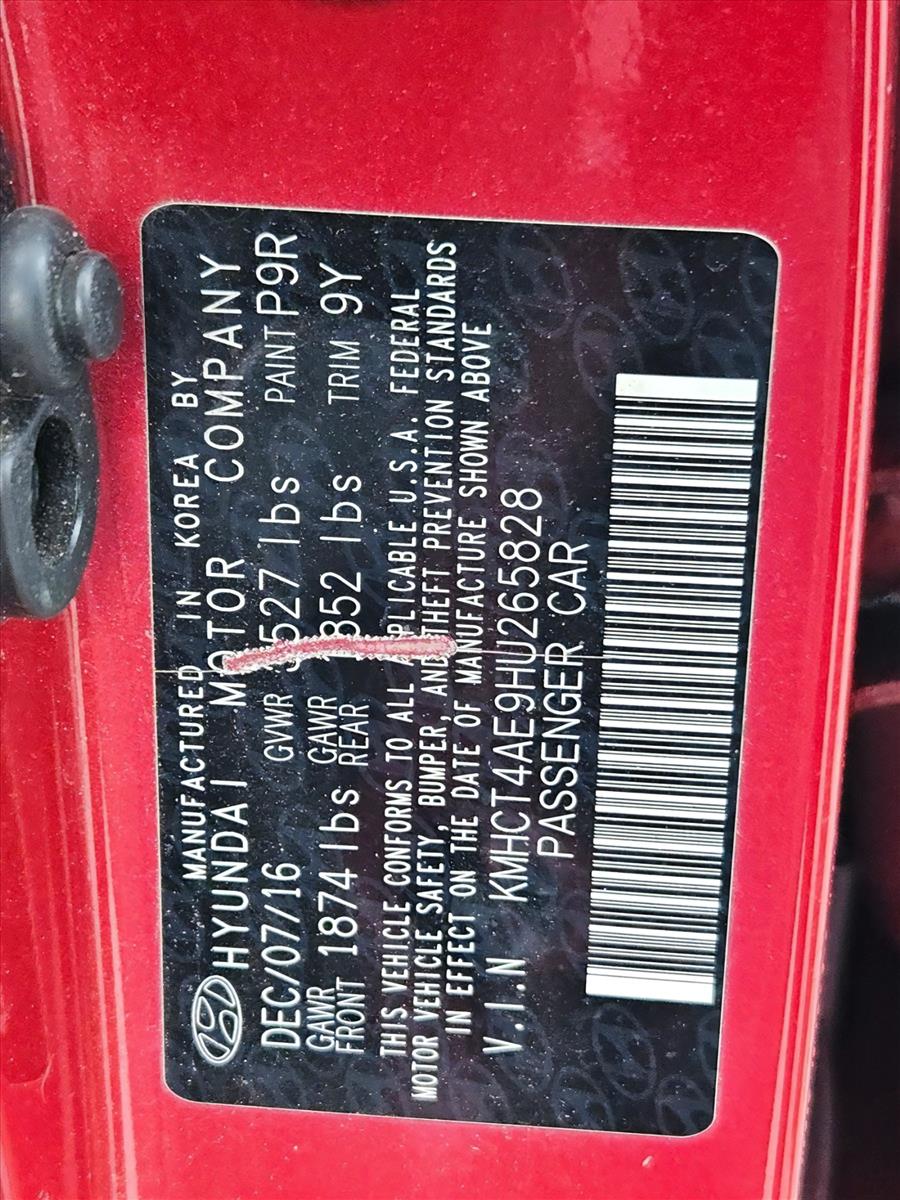 MANUFACTURED IN KOREA BY
HYUNDAI MOTOR COMPANY
DEC/07/16 GVWR 527 lbs PAINT P9R
GAWR FRONT 1874 lbs GAWR REAR 852 lbs TRIM 9Y
THIS VEHICLE CONFORMS TO ALL APPLICABLE U.S.A. FEDERAL
MOTOR VEHICLE SAFETY, BUMPER, AND THEFT PREVENTION STANDARDS
IN EFFECT ON THE DATE OF MANUFACTURE SHOWN ABOVE
V.I.N KMHCT4AE9HU265828
PASSENGER CAR